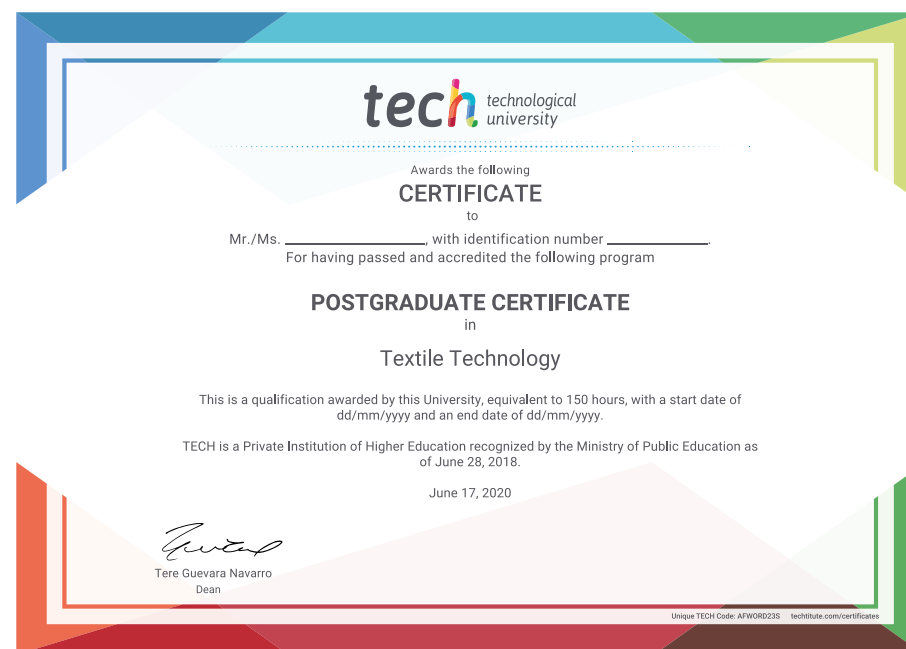 tech technological
university
Awards the following
CERTIFICATE
to
Mr./Ms. ____________________, with identification number ______________.
For having passed and accredited the following program
POSTGRADUATE CERTIFICATE
in
Textile Technology
This is a qualification awarded by this University, equivalent to 150 hours, with a start date of
dd/mm/yyyy and an end date of dd/mm/yyyy.
TECH is a Private Institution of Higher Education recognized by the Ministry of Public Education as
of June 28, 2018.
June 17, 2020
Tere Guevara Navarro
Dean
Unique TECH Code: AFWORD23S techtitute.com/certificates